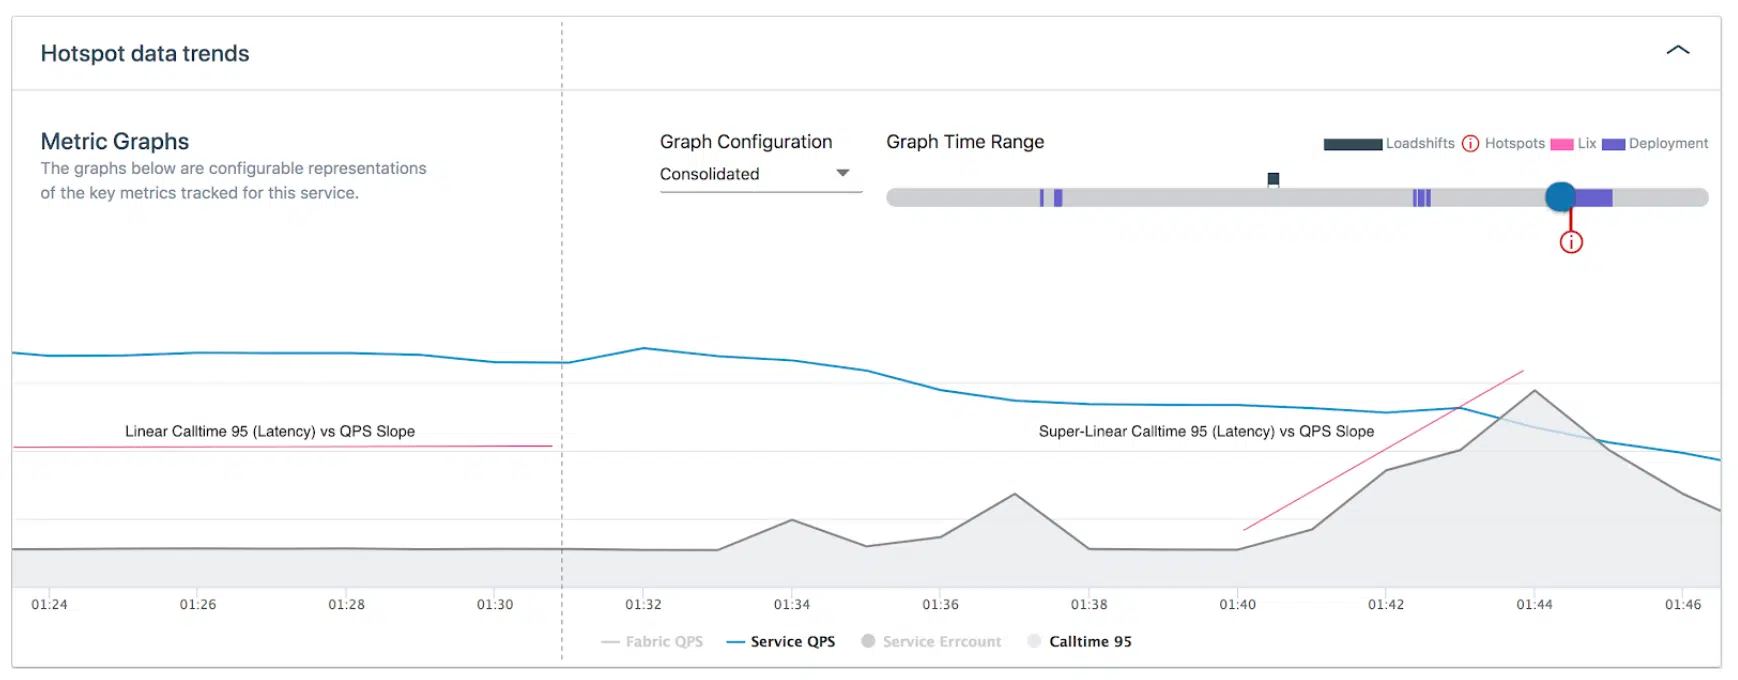 Hotspot data trends
Metric Graphs
The graphs below are configurable representations
of the key metrics tracked for this service.
Graph Configuration
Consolidated
Graph Time Range
Loadshifts
Hotspots
Lix
Deployment
Linear Calltime 95 (Latency) vs QPS Slope
Super-Linear Calltime 95 (Latency) vs QPS Slope
01:24 01:26 01:28 01:30 01:32 01:34 01:36 01:38 01:40 01:42 01:44 01:46
Fabric QPS Service QPS Service Errcount Calltime 95